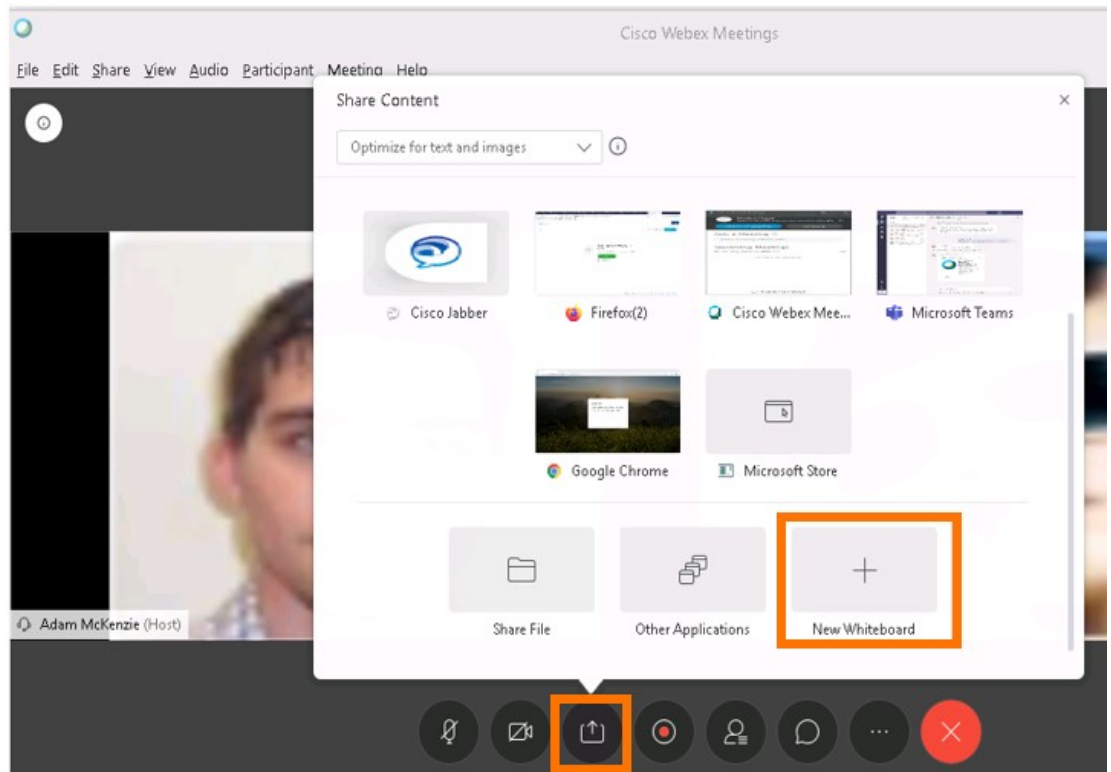 Cisco Webex Meetings
File Edit Share View Audio Participant Meeting Help
Share Content
Optimize for text and images
Cisco Jabber
Firefox(2)
Cisco Webex Mee...
Microsoft Teams
Google Chrome
Microsoft Store
Share File
Other Applications
New Whiteboard
Adam McKenzie (Host)